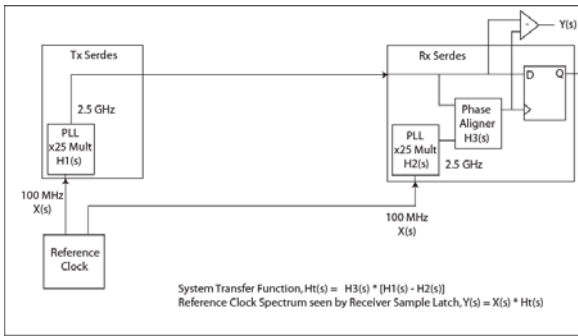 Tx Serdes
Rx Serdes
Y(s)
-
2.5 GHz
PLL
x25 Mult
H1(s)
100 MHz
X(s)
Reference
Clock
D
Q
Phase
Aligner
H3(s)
PLL
x25 Mult
H2(s)
2.5 GHz
100 MHz
X(s)
System Transfer Function, Ht(s) = H3(s) * [H1(s) - H2(s)]
Reference Clock Spectrum seen by Receiver Sample Latch, Y(s) = X(s) * Ht(s)